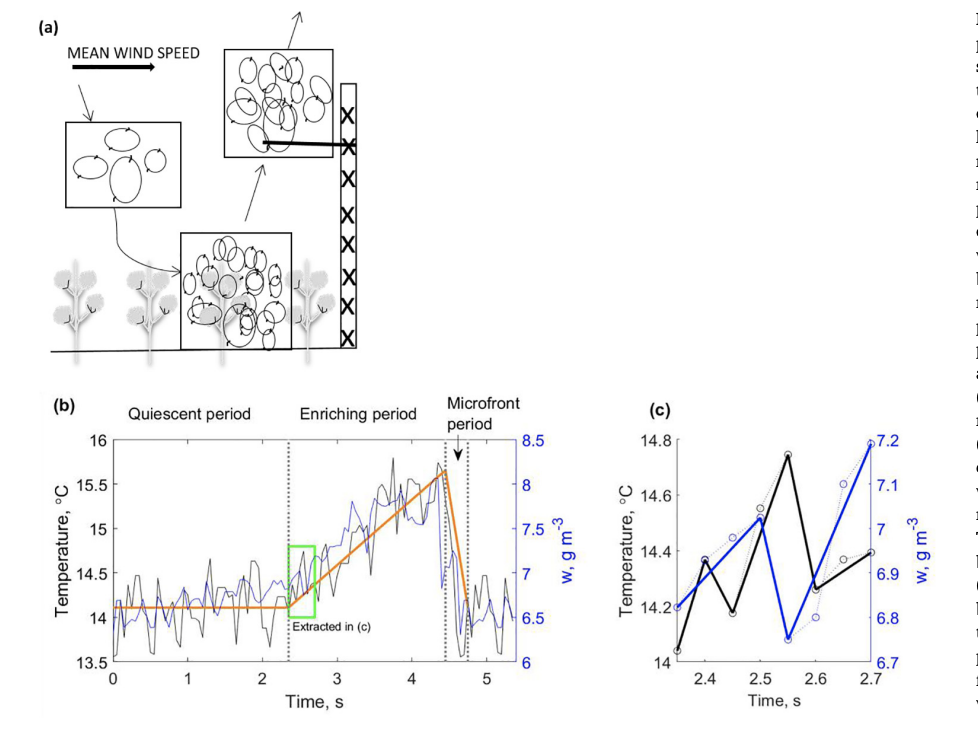 (a)
MEAN WIND SPEED
X
X
X
X
X
X
X
X
(b)
Quiescent period
Enriching period
Microfront
period
16
15.5
15
14.5
14
13.5
Temperature, °C
8.5
8
7.5
7
6.5
6
w, g m-3
Extracted in (c)
0 1 2 3 4 5
Time, s
(c)
14.8
14.6
14.4
14.2
14
Temperature, °C
7.2
7.1
7
6.9
6.8
6.7
w, g m-3
2.4 2.5 2.6 2.7
Time, s